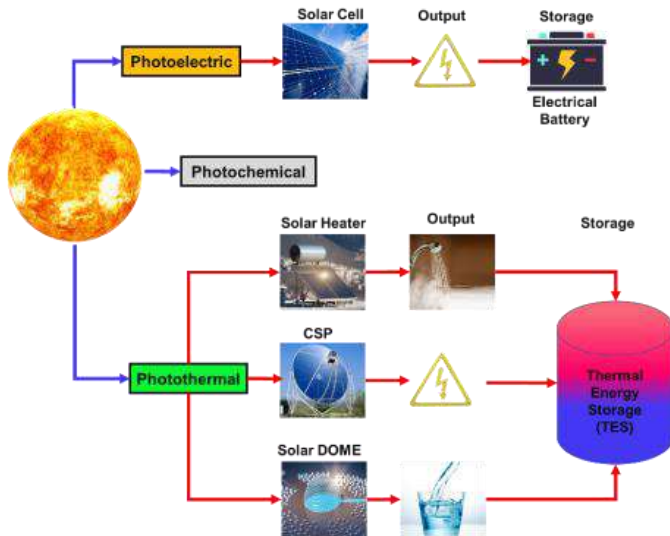 Solar Cell
Output
Storage
Photoelectric
Electrical
Battery
Photochemical
Solar Heater
Output
Storage
CSP
Photothermal
Thermal
Energy
Storage
(TES)
Solar DOME